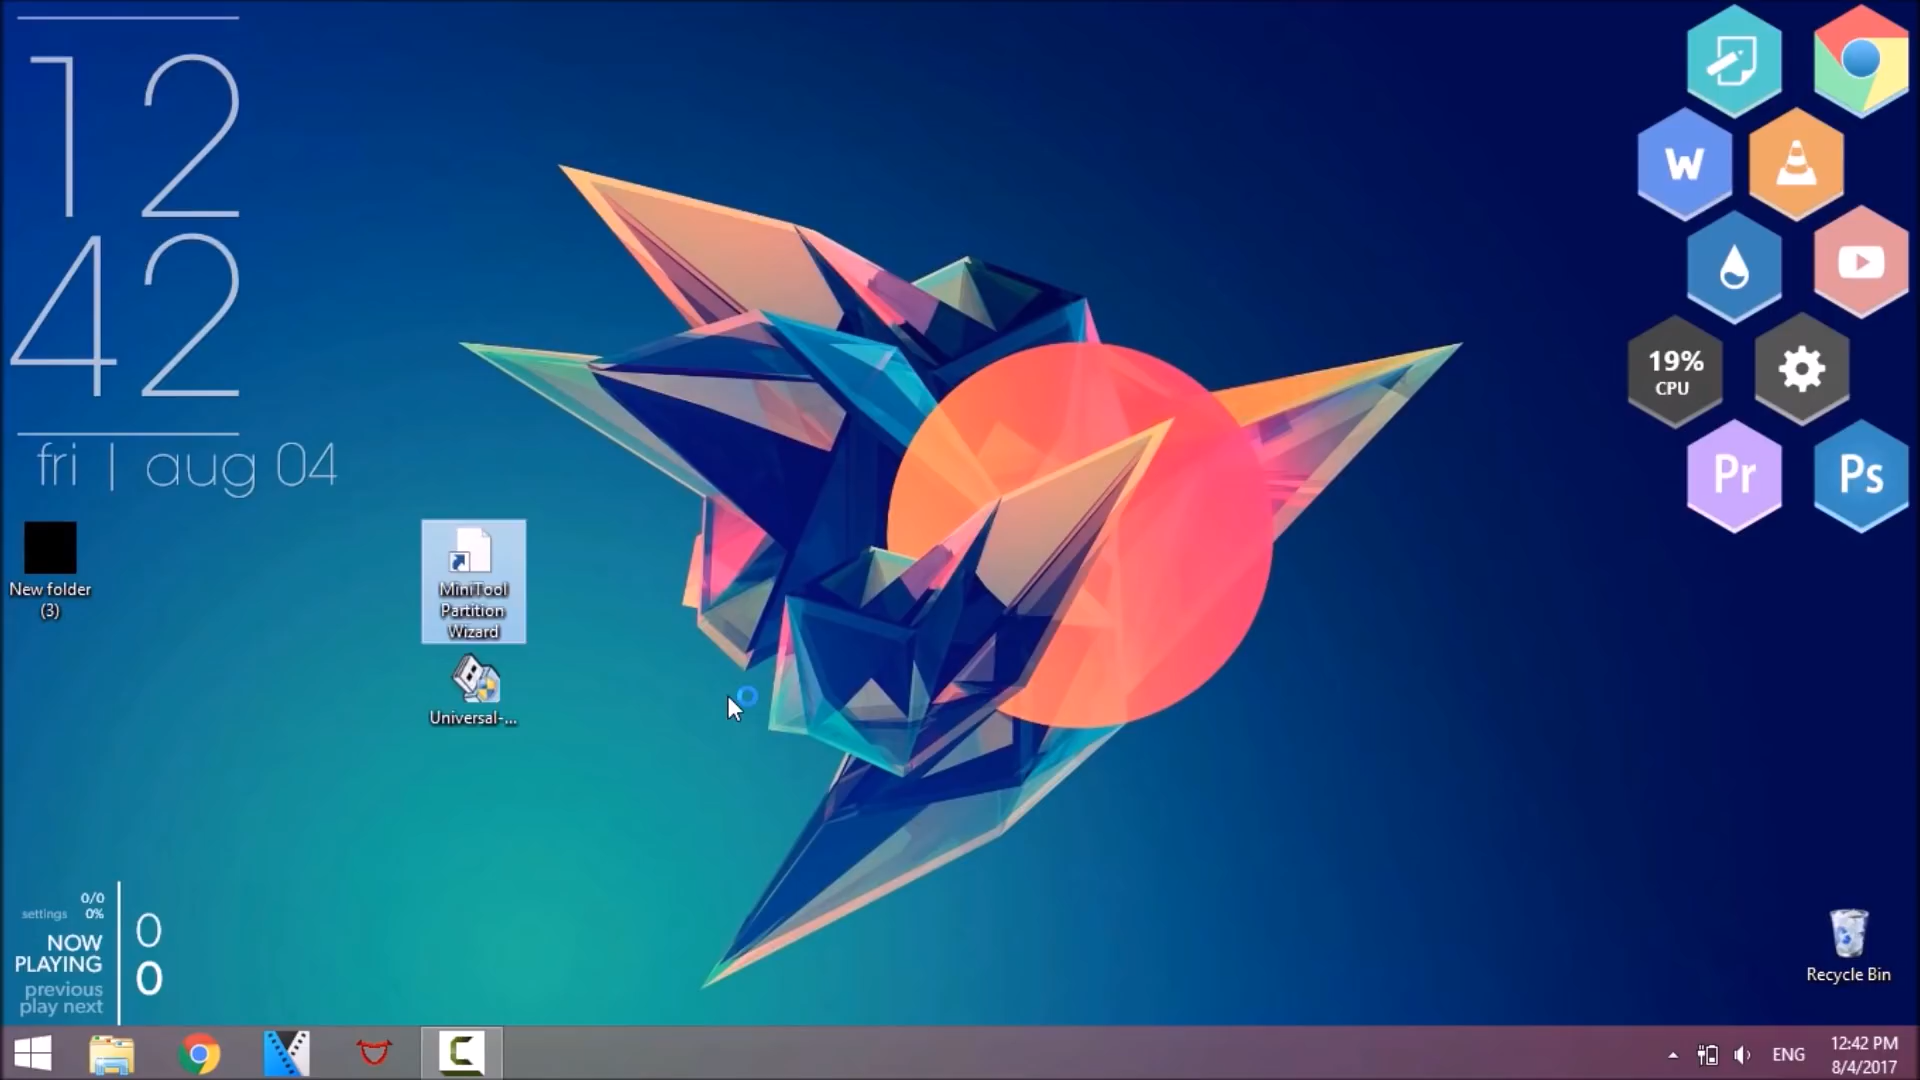 12
42
fri | aug 04
New folder
(3)
MiniTool
Partition
Wizard
Universal-...
W
19%
CPU
Pr
Ps
0/0
settings 0%
NOW
PLAYING
previous
play next
0
0
Recycle Bin
C
ENG
12:42 PM
8/4/2017